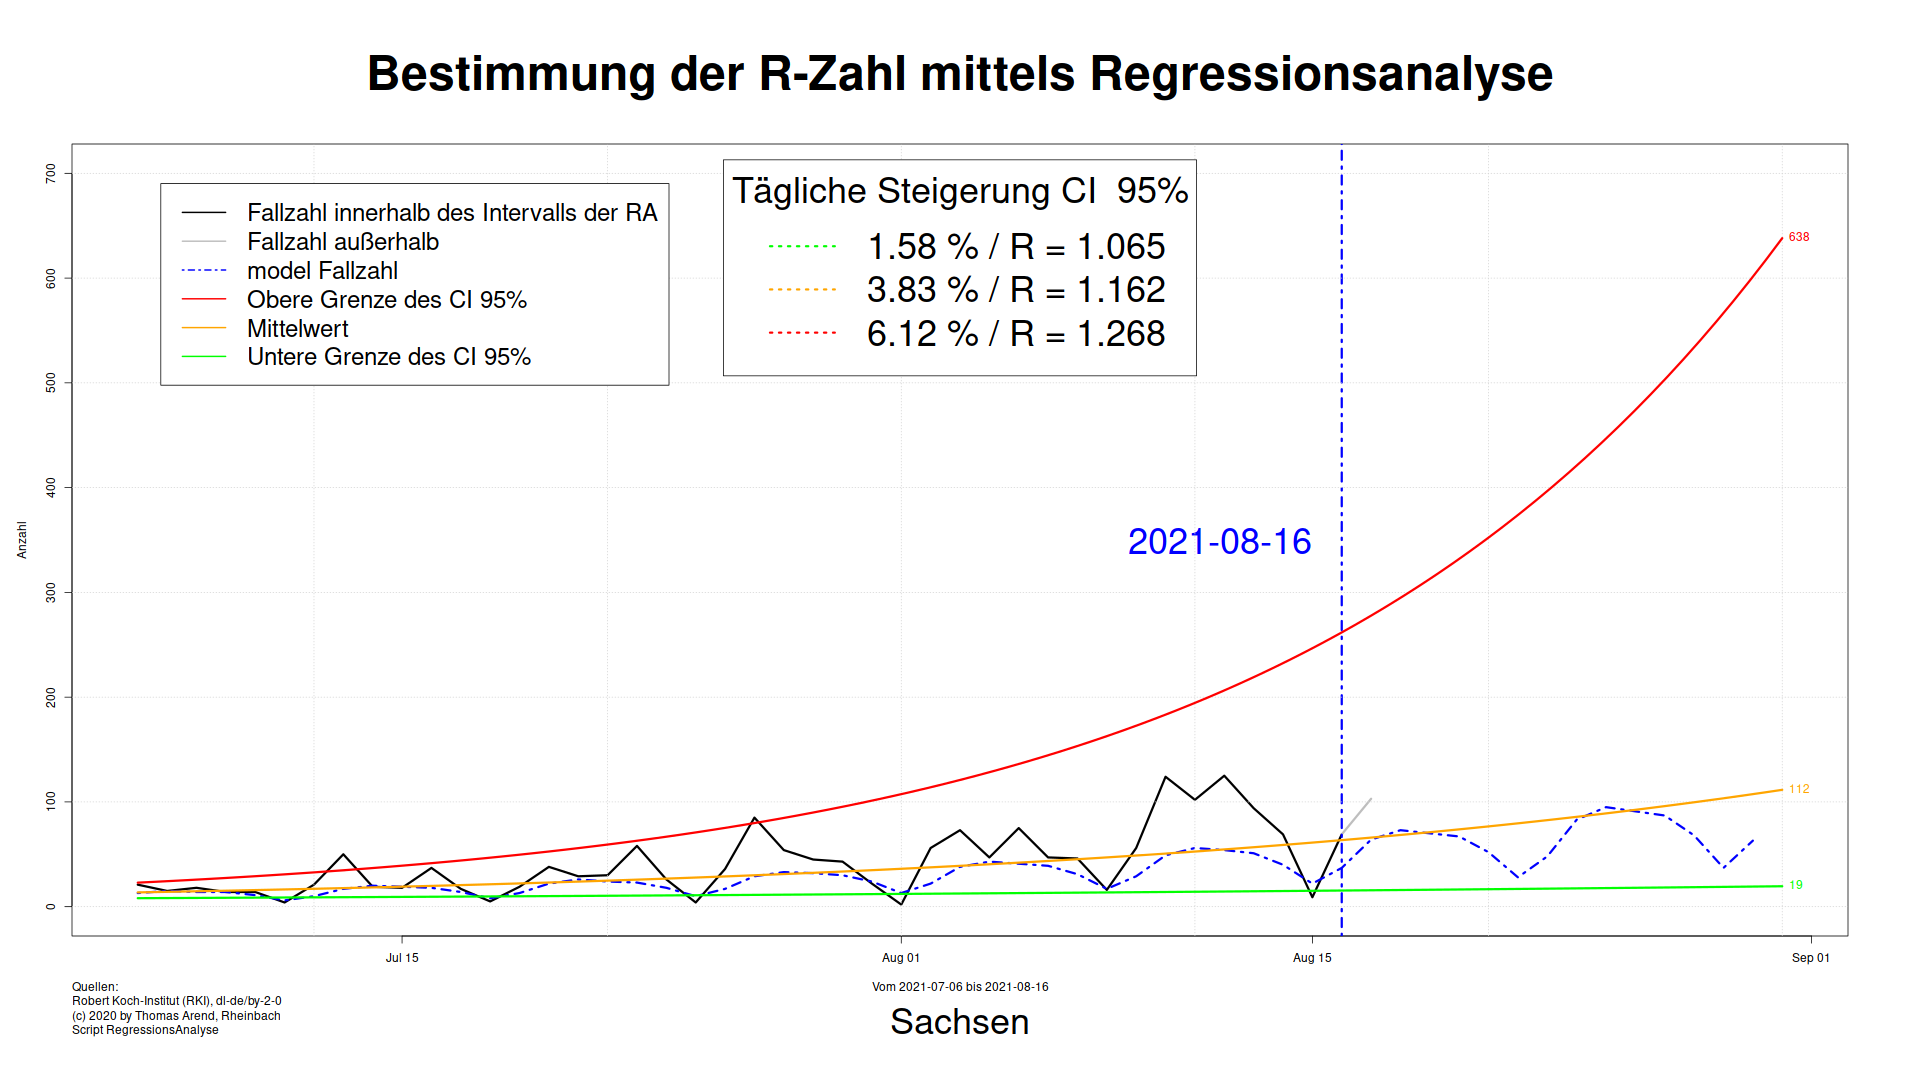 Bestimmung der R-Zahl mittels Regressionsanalyse
Anzahl
700
600
500
400
300
200
100
0
Fallzahl innerhalb des Intervalls der RA
Fallzahl außerhalb
model Fallzahl
Obere Grenze des CI 95%
Mittelwert
Untere Grenze des CI 95%
Tägliche Steigerung CI  95%
1.58 % / R = 1.065
3.83 % / R = 1.162
6.12 % / R = 1.268
638
2021-08-16
112
19
Jul 15
Aug 01
Aug 15
Sep 01
Quellen:
Robert Koch-Institut (RKI), dl-de/by-2-0
(c) 2020 by Thomas Arend, Rheinbach
Script RegressionsAnalyse
Vom 2021-07-06 bis 2021-08-16
Sachsen